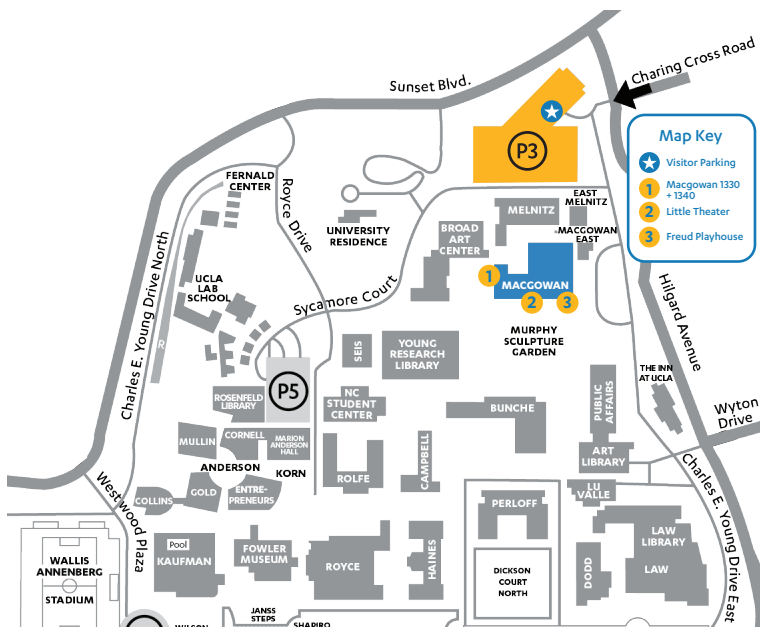 Sunset Blvd.
Charing Cross Road
P3
Map Key
Visitor Parking
1 Macgowan 1330
+ 1340
2 Little Theater
3 Freud Playhouse
FERNALD
CENTER
Royce Drive
UNIVERSITY
RESIDENCE
EAST
MELNITZ
MELNITZ
BROAD
ART
CENTER
MACGOWAN
EAST
1
MACGOWAN
2
3
Charles E. Young Drive North
UCLA
LAB
SCHOOL
Sycamore Court
Hilgard Avenue
MURPHY
SCULPTURE
GARDEN
R
SEIS
YOUNG
RESEARCH
LIBRARY
P5
THE INN
AT UCLA
ROSENFELD
LIBRARY
NC
STUDENT
CENTER
BUNCHE
PUBLIC
AFFAIRS
Wyton
Drive
MULLIN
CORNELL
MARION
ANDERSON
HALL
ANDERSON
KORN
ROLFE
CAMPBELL
ART
LIBRARY
Charles E. Young Drive East
Westwood Plaza
COLLINS
GOLD
ENTRE-
PRENEURS
LU
VALLE
PERLOFF
LAW
LIBRARY
LAW
Pool
KAUFMAN
FOWLER
MUSEUM
ROYCE
HAINES
DICKSON
COURT
NORTH
DODD
WALLIS
ANNENBERG
STADIUM
JANSS
STEPS
SHAPIRO
WILSON